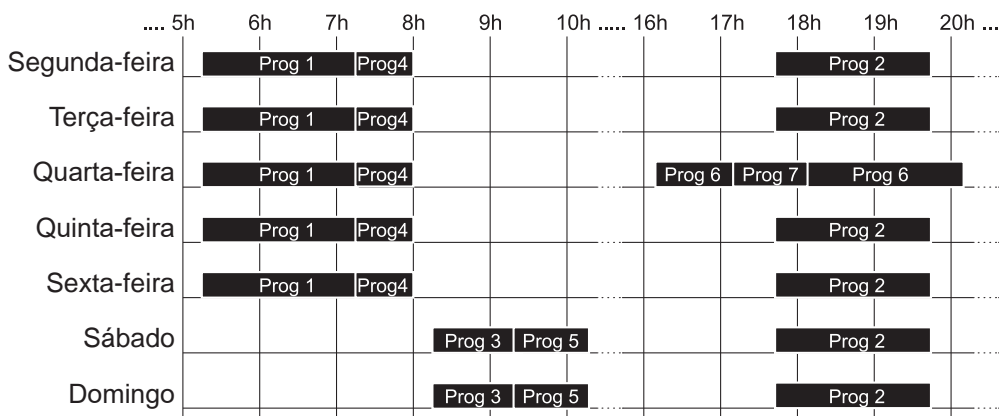 .... 5h 6h 7h 8h 9h 10h ..... 16h 17h 18h 19h 20h ...
Segunda-feira Prog 1 Prog4 Prog 2
Terça-feira Prog 1 Prog4 Prog 2
Quarta-feira Prog 1 Prog4 Prog 6 Prog 7 Prog 6
Quinta-feira Prog 1 Prog4 Prog 2
Sexta-feira Prog 1 Prog4 Prog 2
Sábado Prog 3 Prog 5 Prog 2
Domingo Prog 3 Prog 5 Prog 2